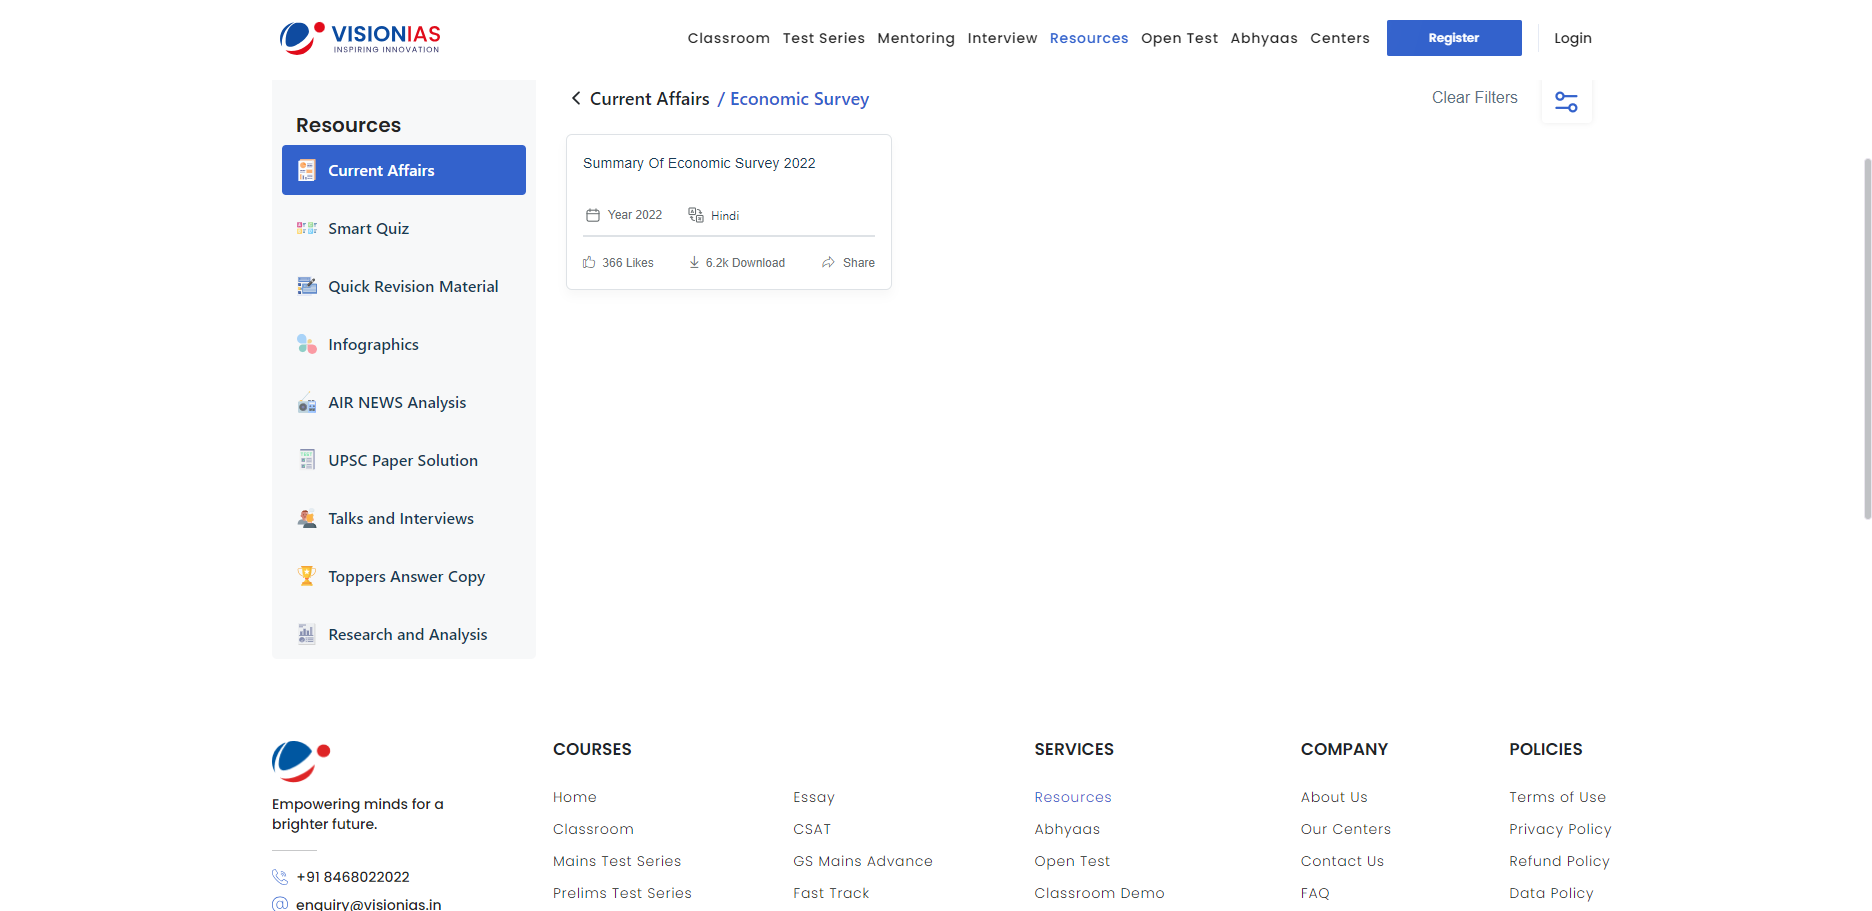 VISIONIAS
INSPIRING INNOVATION
Classroom Test Series Mentoring Interview Resources Open Test Abhyaas Centers Register Login
Resources
Current Affairs
Smart Quiz
Quick Revision Material
Infographics
AIR NEWS Analysis
UPSC Paper Solution
Talks and Interviews
Toppers Answer Copy
Research and Analysis
Current Affairs / Economic Survey
Clear Filters
Summary Of Economic Survey 2022
Year 2022 Hindi
366 Likes 6.2k Download Share
Empowering minds for a
brighter future.
+91 8468022022
enquiry@visionias.in
COURSES
Home
Classroom
Mains Test Series
Prelims Test Series
Essay
CSAT
GS Mains Advance
Fast Track
SERVICES
Resources
Abhyaas
Open Test
Classroom Demo
COMPANY
About Us
Our Centers
Contact Us
FAQ
POLICIES
Terms of Use
Privacy Policy
Refund Policy
Data Policy